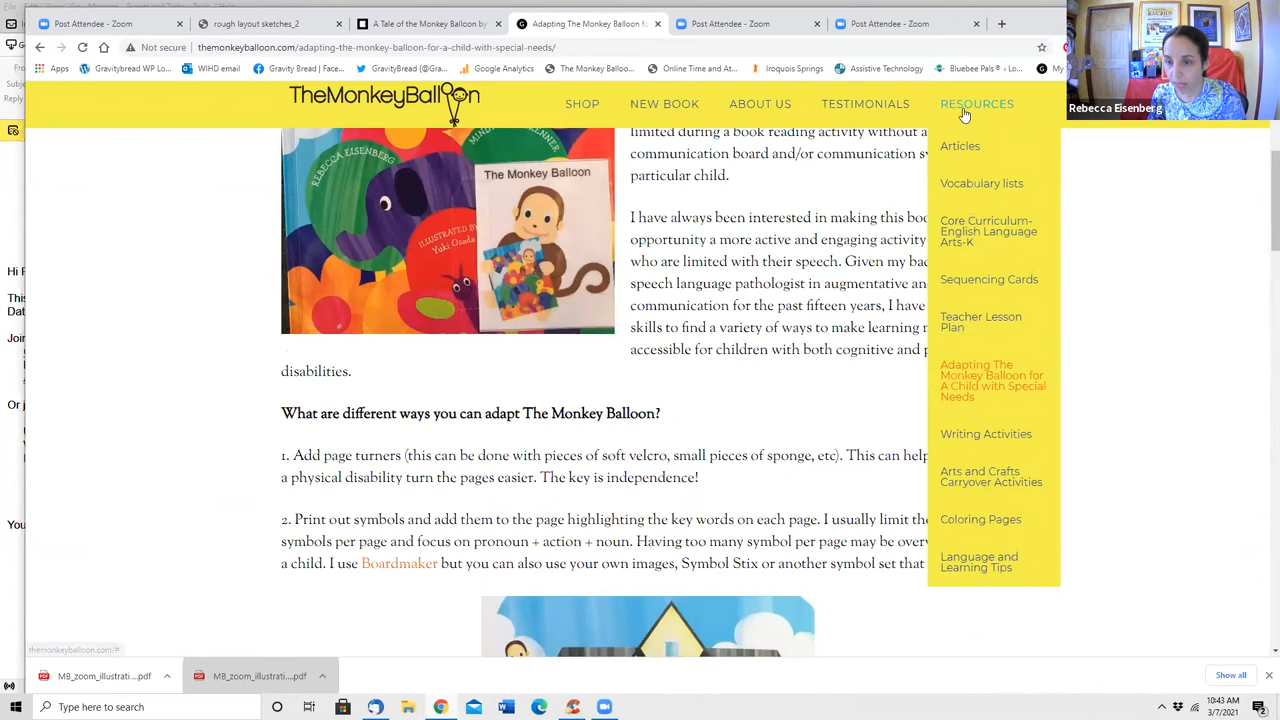 Post Attendee - Zoom
rough layout sketches_2
A Tale of the Monkey Balloon by
Adapting The Monkey Balloon fo
Post Attendee - Zoom
Post Attendee - Zoom
Not secure
themonkeyballoon.com/adapting-the-monkey-balloon-for-a-child-with-special-needs/
Apps
Gravitybread WP Lo...
WIHD email
Gravity Bread | Face...
GravityBread (@Gra...
Google Analytics
The Monkey Balloo...
Online Time and At...
Iroquois Springs
Assistive Technology
Bluebee Pals® ‹ Lo...
My
Rebecca Eisenberg
TheMonkeyBalloon
SHOP
NEW BOOK
ABOUT US
TESTIMONIALS
RESOURCES
Articles
Vocabulary lists
Core Curriculum-
English Language
Arts-K
Sequencing Cards
Teacher Lesson
Plan
Adapting The
Monkey Balloon for
A Child with Special
Needs
Writing Activities
Arts and Crafts
Carryover Activities
Coloring Pages
Language and
Learning Tips
REBECCA EISENBERG
ILLUSTRATED BY
Yuki Osada
The Monkey Balloon
limited during a book reading activity without a
communication board and/or communication sy
particular child.
I have always been interested in making this boo
opportunity a more active and engaging activity
who are limited with their speech. Given my bac
speech language pathologist in augmentative an
communication for the past fifteen years, I have
skills to find a variety of ways to make learning m
accessible for children with both cognitive and p
disabilities.
What are different ways you can adapt The Monkey Balloon?
1. Add page turners (this can be done with pieces of soft velcro, small pieces of sponge, etc). This can help
a physical disability turn the pages easier. The key is independence!
2. Print out symbols and add them to the page highlighting the key words on each page. I usually limit the
symbols per page and focus on pronoun + action + noun. Having too many symbol per page may be over
a child. I use Boardmaker but you can also use your own images, Symbol Stix or another symbol set that
Hi
Join
Or j
You
themonkeyballoon.com/#
MB_zoom_illustrati....pdf
MB_zoom_illustrati....pdf
Show all
Type here to search
10:43 AM
3/7/2021
2